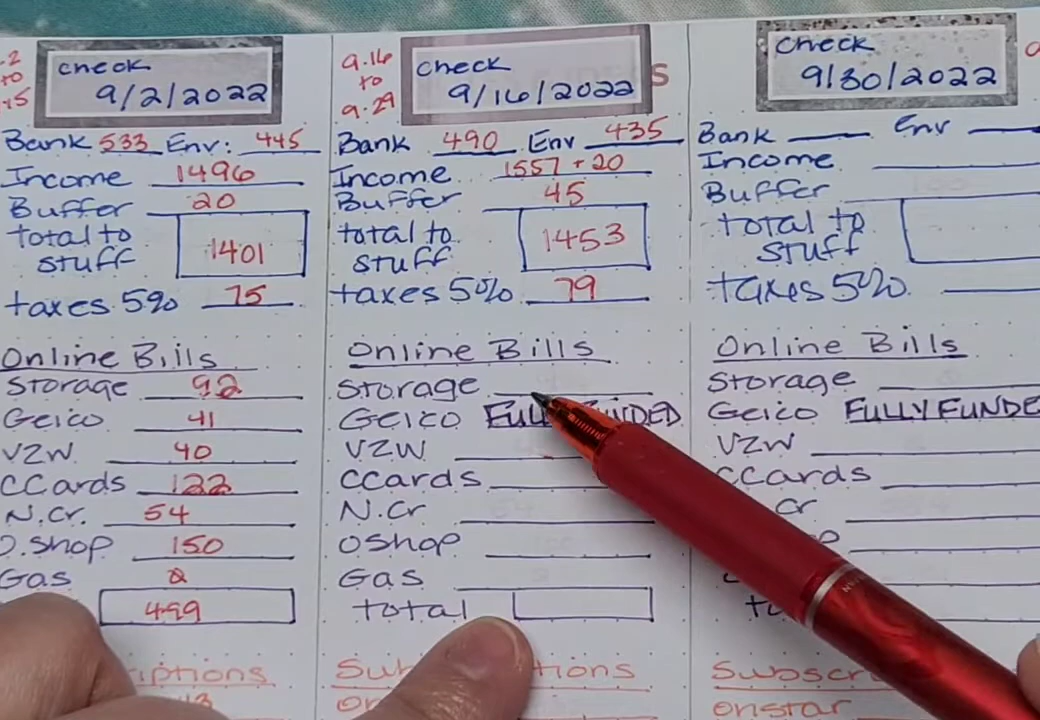 check
9/2/2022
Bank 533 Env: 445
Income 1496
Buffer 20
total to
stuff
1401
taxes 5% 75
Online Bills
Storage 92
Geico 41
VZW 40
CCards 122
N.Cr. 54
O.Shop 150
Gas
499
9.16
to
9.29
check
9/16/2022
Bank 490 Env 435
Income 1557 + 20
Buffer 45
total to
stuff
1453
taxes 5% 79
Online Bills
Storage
Geico FULLY FUNDED
VZW
CCards
N.Cr
OShop
Gas
total
check
9/30/2022
Bank Env
Income
Buffer
total to
stuff
taxes 5%
Online Bills
Storage
Geico FULLY FUNDE
VZW
CCards
Cr
Subscr
onstar